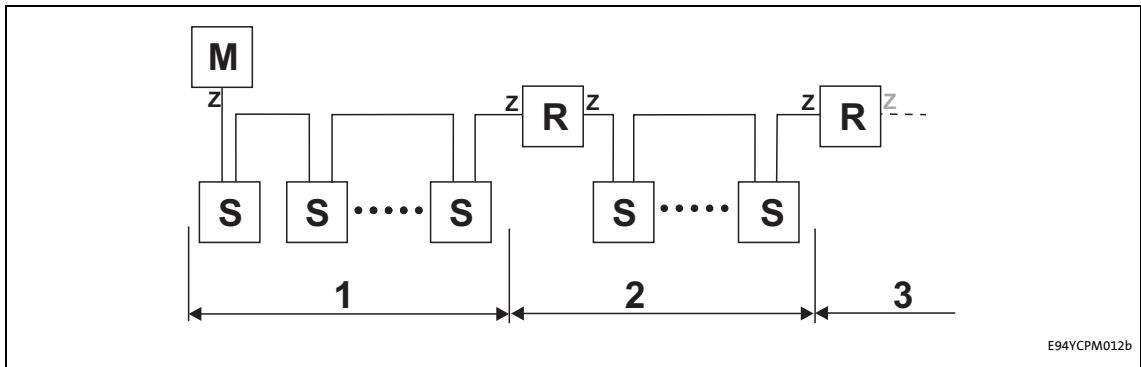 M
Z
Z R Z Z R Z
S S S S S
1 2 3
E94YCPM012b